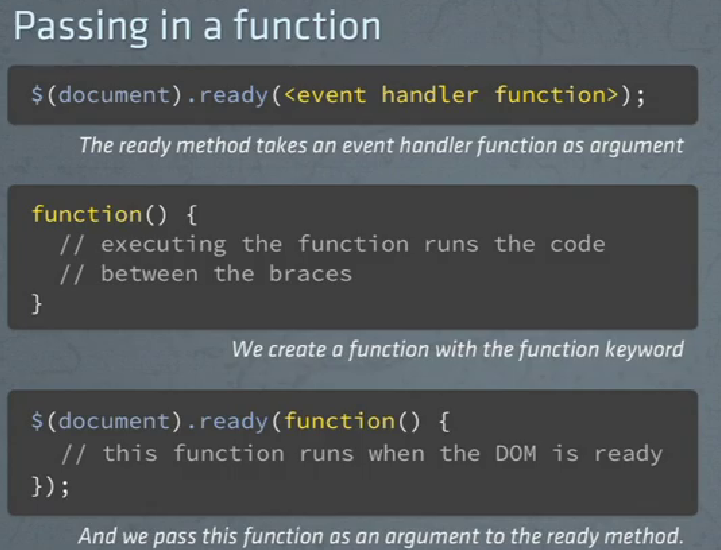 Passing in a function
$(document).ready(<event handler function>);
The ready method takes an event handler function as argument
function() {
// executing the function runs the code
// between the braces
}
We create a function with the function keyword
$(document).ready(function() {
// this function runs when the DOM is ready
});
And we pass this function as an argument to the ready method.